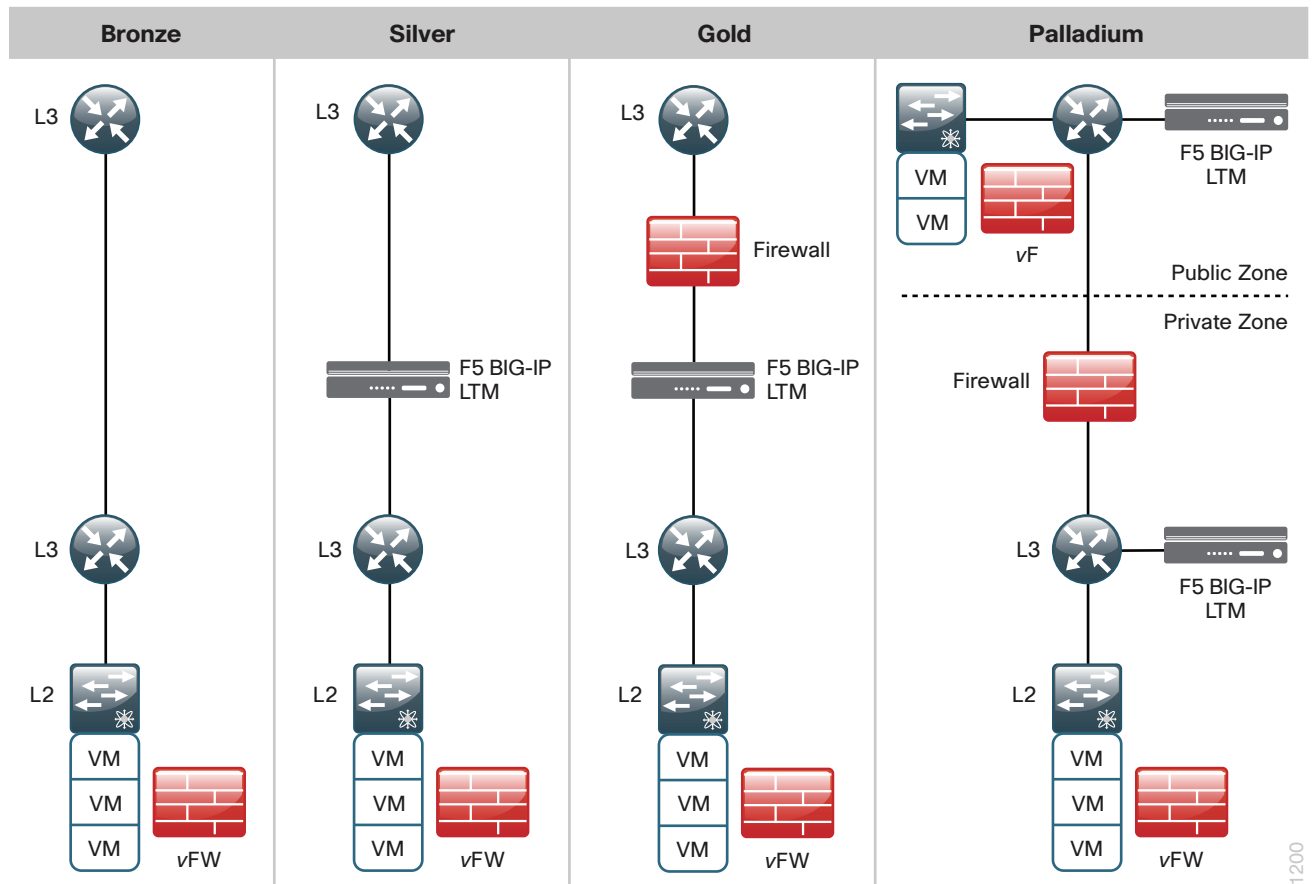 Bronze
L3
L3
L2
VM
VM
VM
vFW
Silver
L3
F5 BIG-IP
LTM
L3
L2
VM
VM
VM
vFW
Gold
L3
Firewall
F5 BIG-IP
LTM
L3
L2
VM
VM
VM
vFW
Palladium
F5 BIG-IP
LTM
VM
VM
vF
Public Zone
Private Zone
Firewall
L3
F5 BIG-IP
LTM
L2
VM
VM
VM
vFW
1200